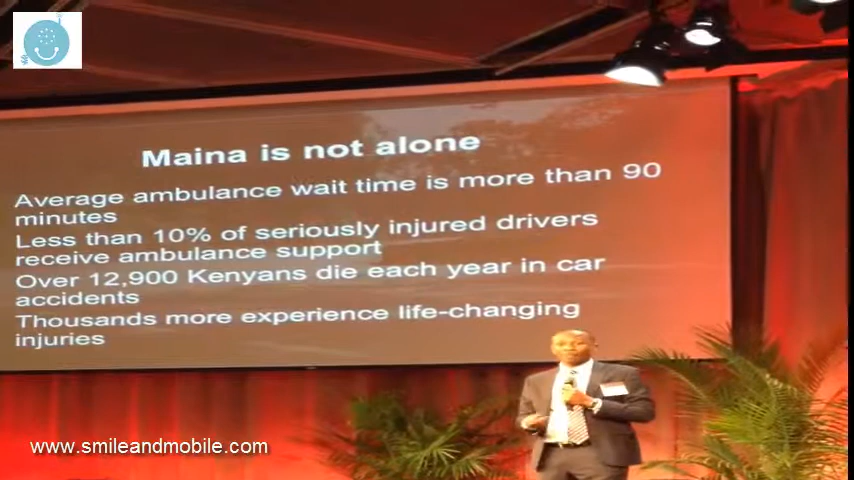 Maina is not alone
Average ambulance wait time is more than 90
minutes
Less than 10% of seriously injured drivers
receive ambulance support
Over 12,900 Kenyans die each year in car
accidents
Thousands more experience life-changing
injuries
www.smileandmobile.com